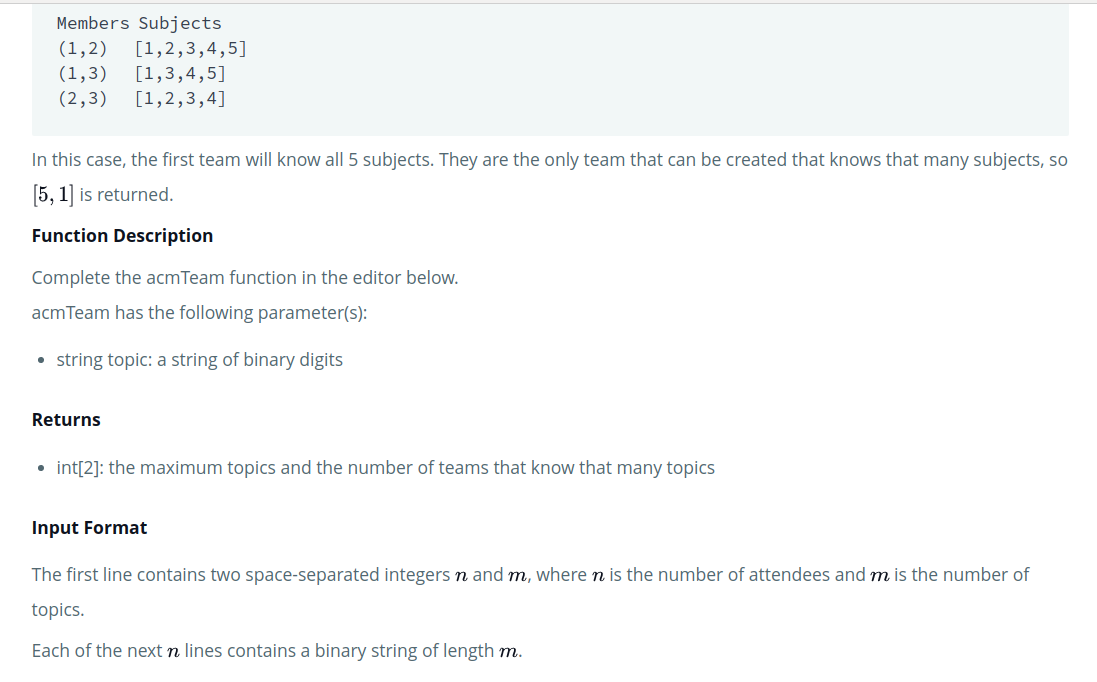 Members Subjects
(1,2) [1,2,3,4,5]
(1,3) [1,3,4,5]
(2,3) [1,2,3,4]
In this case, the first team will know all 5 subjects. They are the only team that can be created that knows that many subjects, so
[5, 1] is returned.
Function Description
Complete the acmTeam function in the editor below.
acmTeam has the following parameter(s):
• string topic: a string of binary digits
Returns
• int[2]: the maximum topics and the number of teams that know that many topics
Input Format
The first line contains two space-separated integers n and m, where n is the number of attendees and m is the number of
topics.
Each of the next n lines contains a binary string of length m.